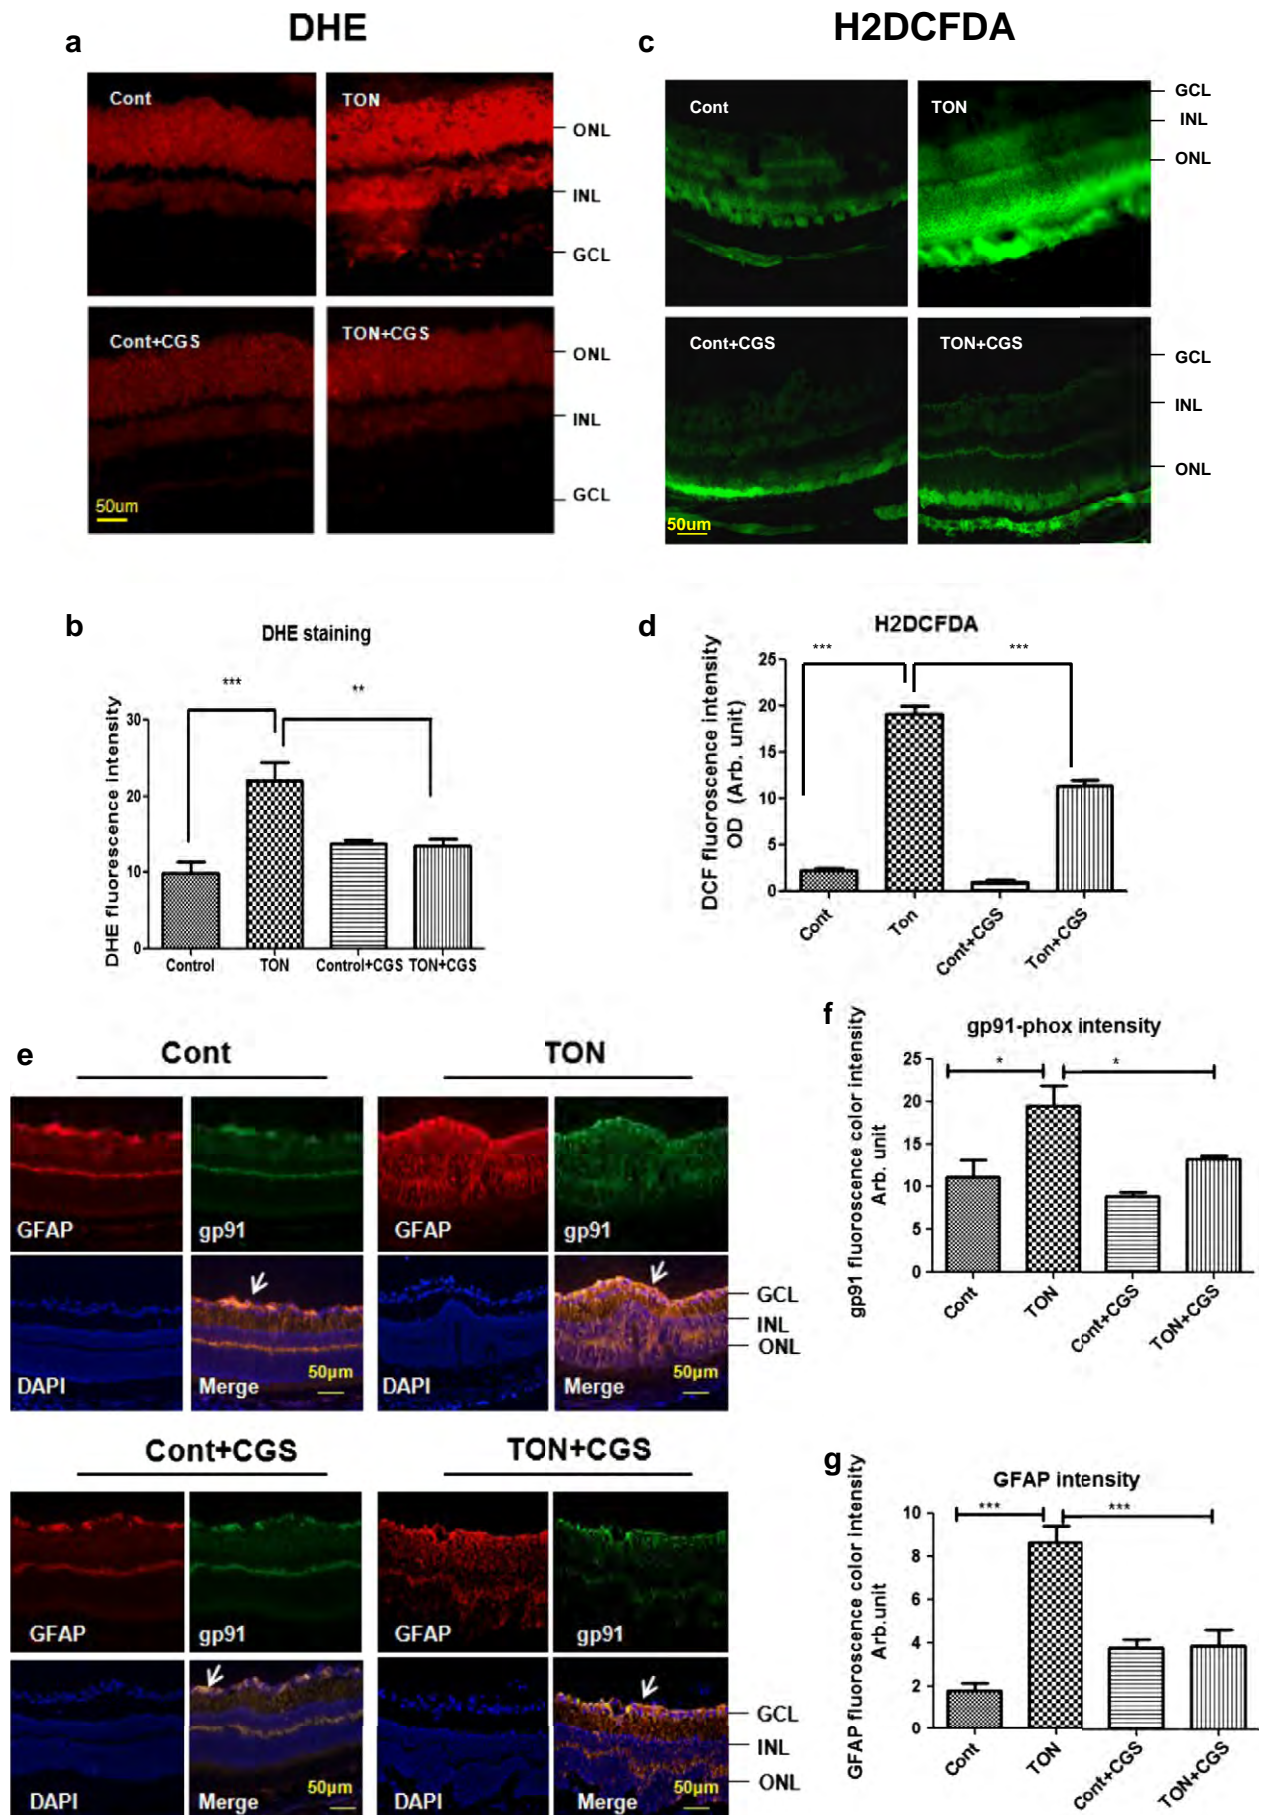 a
DHE
Cont
TON
ONL
INL
GCL
Cont+CGS
TON+CGS
ONL
INL
GCL
50um
c
H2DCFDA
Cont
TON
GCL
INL
ONL
Cont+CGS
TON+CGS
GCL
INL
ONL
50um
b
DHE staining
DHE fluorescence intensity
***
**
30
20
10
0
Control
TON
Control+CGS
TON+CGS
d
H2DCFDA
DCF fluoroscence intensity
OD (Arb. unit)
***
***
25
20
15
10
5
0
Cont
Ton
Cont+CGS
Ton+CGS
e
Cont
TON
GFAP
gp91
GFAP
gp91
DAPI
Merge
50µm
DAPI
Merge
50µm
GCL
INL
ONL
Cont+CGS
TON+CGS
GFAP
gp91
GFAP
gp91
DAPI
Merge
50µm
DAPI
Merge
50µm
GCL
INL
ONL
f
gp91-phox intensity
gp91 fluoroscence color intensity
Arb. unit
*
*
25
20
15
10
5
0
Cont
TON
Cont+CGS
TON+CGS
g
GFAP intensity
GFAP fluoroscence color intensity
Arb.unit
***
***
10
8
6
4
2
0
Cont
TON
Cont+CGS
TON+CGS